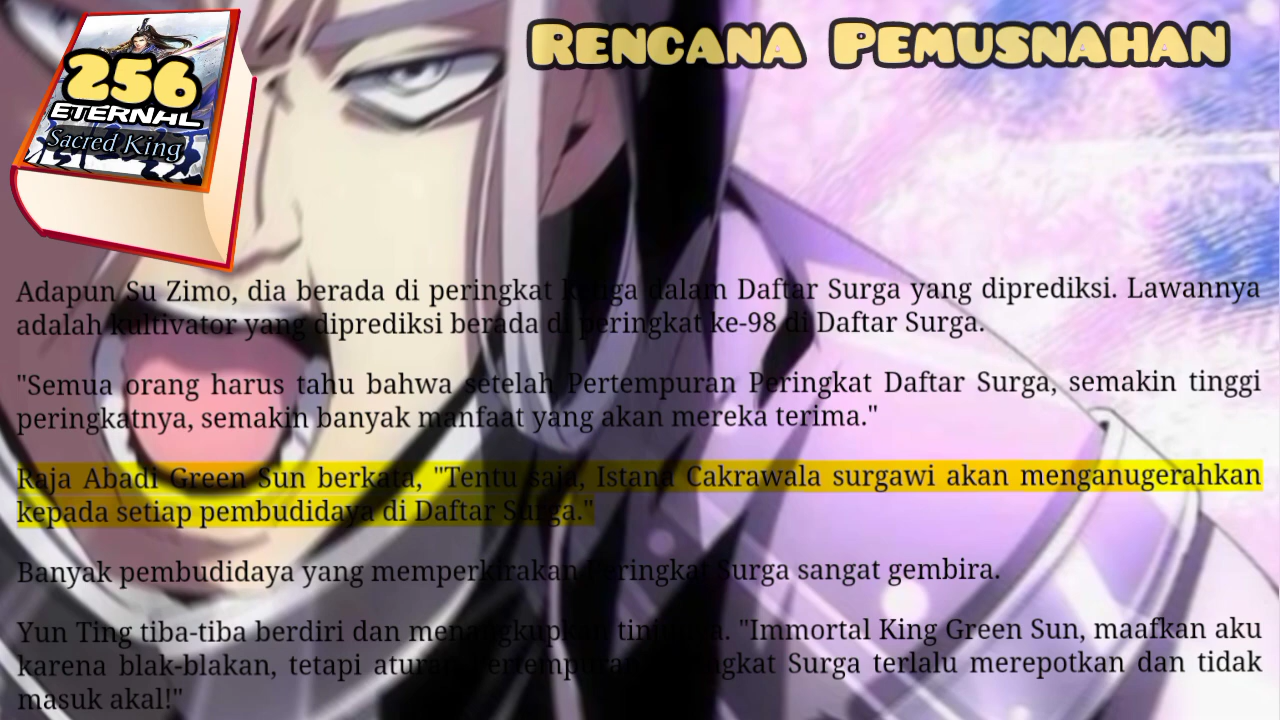 256
ETERNAL
Sacred King
RENCANA PEMUSNAHAN
Adapun Su Zimo, dia berada di peringkat ketiga dalam Daftar Surga yang diprediksi. Lawannya
adalah kultivator yang diprediksi berada di peringkat ke-98 di Daftar Surga.
"Semua orang harus tahu bahwa setelah Pertempuran Peringkat Daftar Surga, semakin tinggi
peringkatnya, semakin banyak manfaat yang akan mereka terima."
Raja Abadi Green Sun berkata, "Tentu saja, Istana Cakrawala surgawi akan menganugerahkan
kepada setiap pembudidaya di Daftar Surga."
Banyak pembudidaya yang memperkirakan Peringkat Surga sangat gembira.
Yun Ting tiba-tiba berdiri dan menangkupkan tinjunya. "Immortal King Green Sun, maafkan aku
karena blak-blakan, tetapi aturan Pertempuran Peringkat Surga terlalu merepotkan dan tidak
masuk akal!"